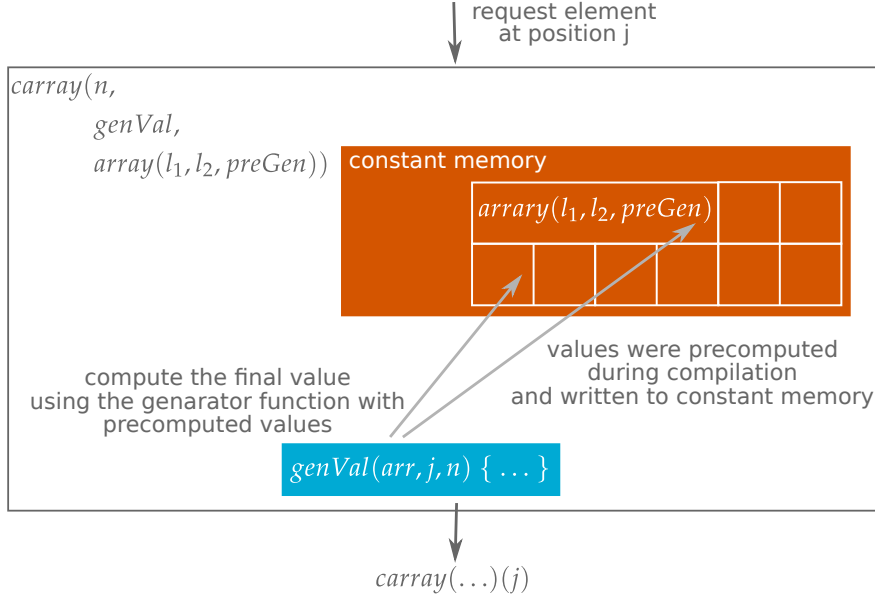 request element
at position j
carray(n,
genVal,
array(l₁, l₂, preGen))
constant memory
arrary(l₁, l₂, preGen)
values were precomputed
during compilation
and written to constant memory
compute the final value
using the genarator function with
precomputed values
genVal(arr, j, n) { ... }
carray(...)(j)